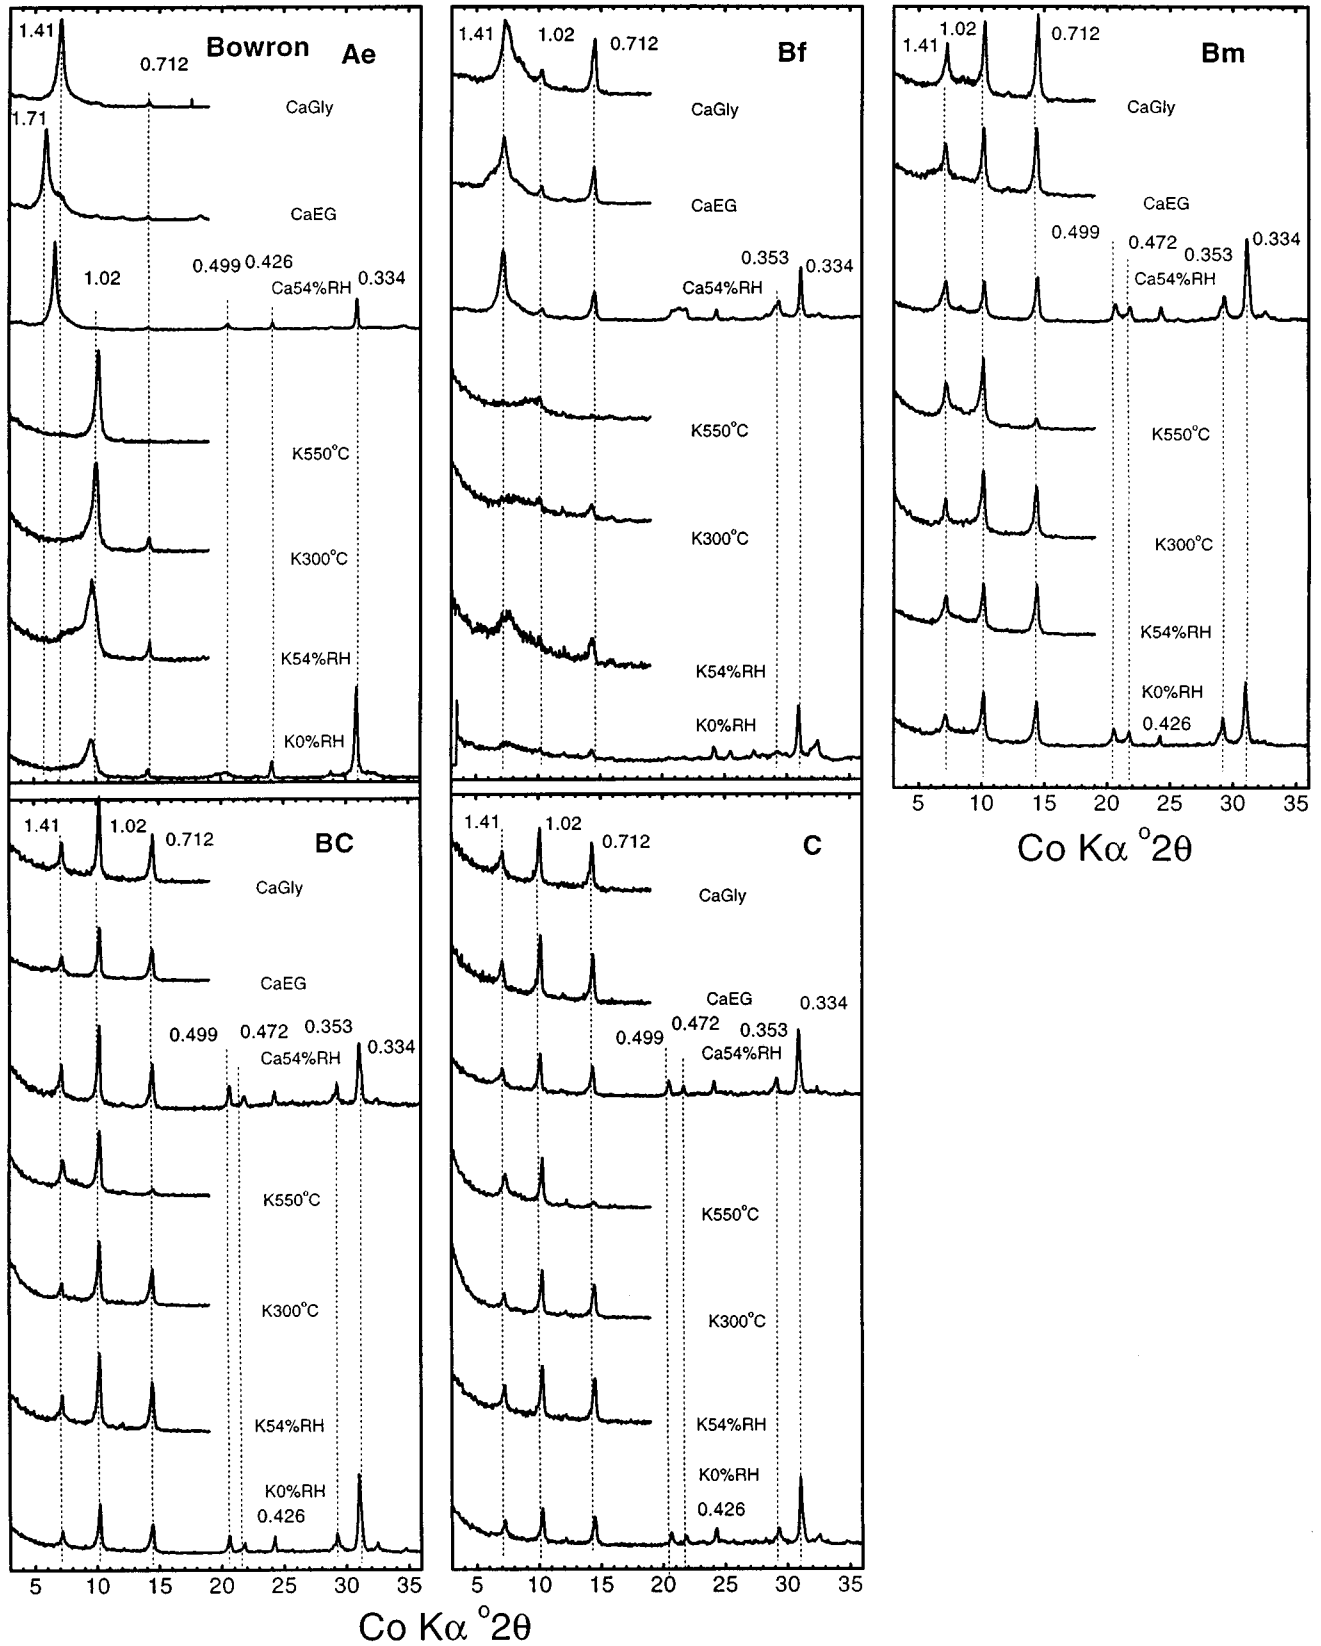 Bowron Ae
1.41
0.712
CaGly
1.71
CaEG
1.02
0.499 0.426
Ca54%RH
0.334
K550°C
K300°C
K54%RH
K0%RH
Bf
1.41 1.02 0.712
CaGly
CaEG
0.353
Ca54%RH
0.334
K550°C
K300°C
K54%RH
K0%RH
Bm
1.41 1.02 0.712
CaGly
CaEG
0.499 0.472 0.353 0.334
Ca54%RH
K550°C
K300°C
K54%RH
K0%RH
0.426
5 10 15 20 25 30 35
Co Kα °2θ
BC
1.41 1.02 0.712
CaGly
CaEG
0.499 0.472 0.353 0.334
Ca54%RH
K550°C
K300°C
K54%RH
K0%RH
0.426
5 10 15 20 25 30 35
C
1.41 1.02 0.712
CaGly
CaEG
0.499 0.472 0.353 0.334
Ca54%RH
K550°C
K300°C
K54%RH
K0%RH
0.426
5 10 15 20 25 30 35
Co Kα °2θ